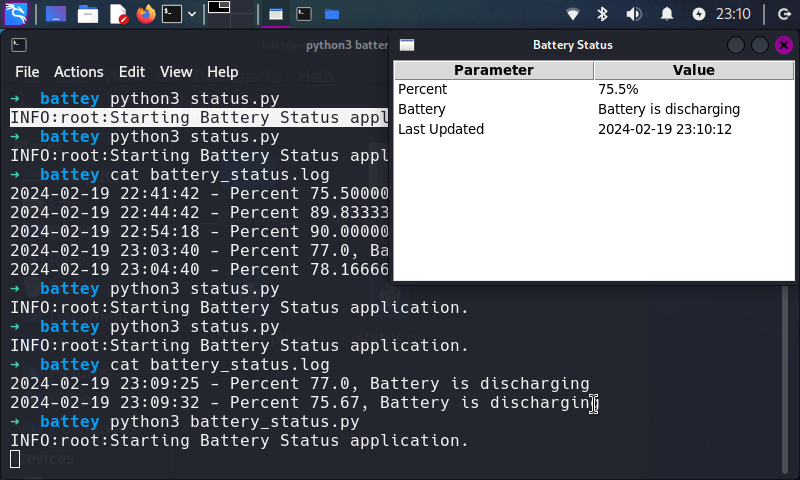 23:10
python3 batter
File Actions Edit View Help
➜ battey python3 status.py
INFO:root:Starting Battery Status appl
➜ battey python3 status.py
INFO:root:Starting Battery Status appl
➜ battey cat battery_status.log
2024-02-19 22:41:42 - Percent 75.50000
2024-02-19 22:44:42 - Percent 89.83333
2024-02-19 22:54:18 - Percent 90.00000
2024-02-19 23:03:40 - Percent 77.0, Ba
2024-02-19 23:04:40 - Percent 78.16666
➜ battey python3 status.py
INFO:root:Starting Battery Status application.
➜ battey python3 status.py
INFO:root:Starting Battery Status application.
➜ battey cat battery_status.log
2024-02-19 23:09:25 - Percent 77.0, Battery is discharging
2024-02-19 23:09:32 - Percent 75.67, Battery is discharging
➜ battey python3 battery_status.py
INFO:root:Starting Battery Status application.
Battery Status
Parameter Value
Percent 75.5%
Battery Battery is discharging
Last Updated 2024-02-19 23:10:12